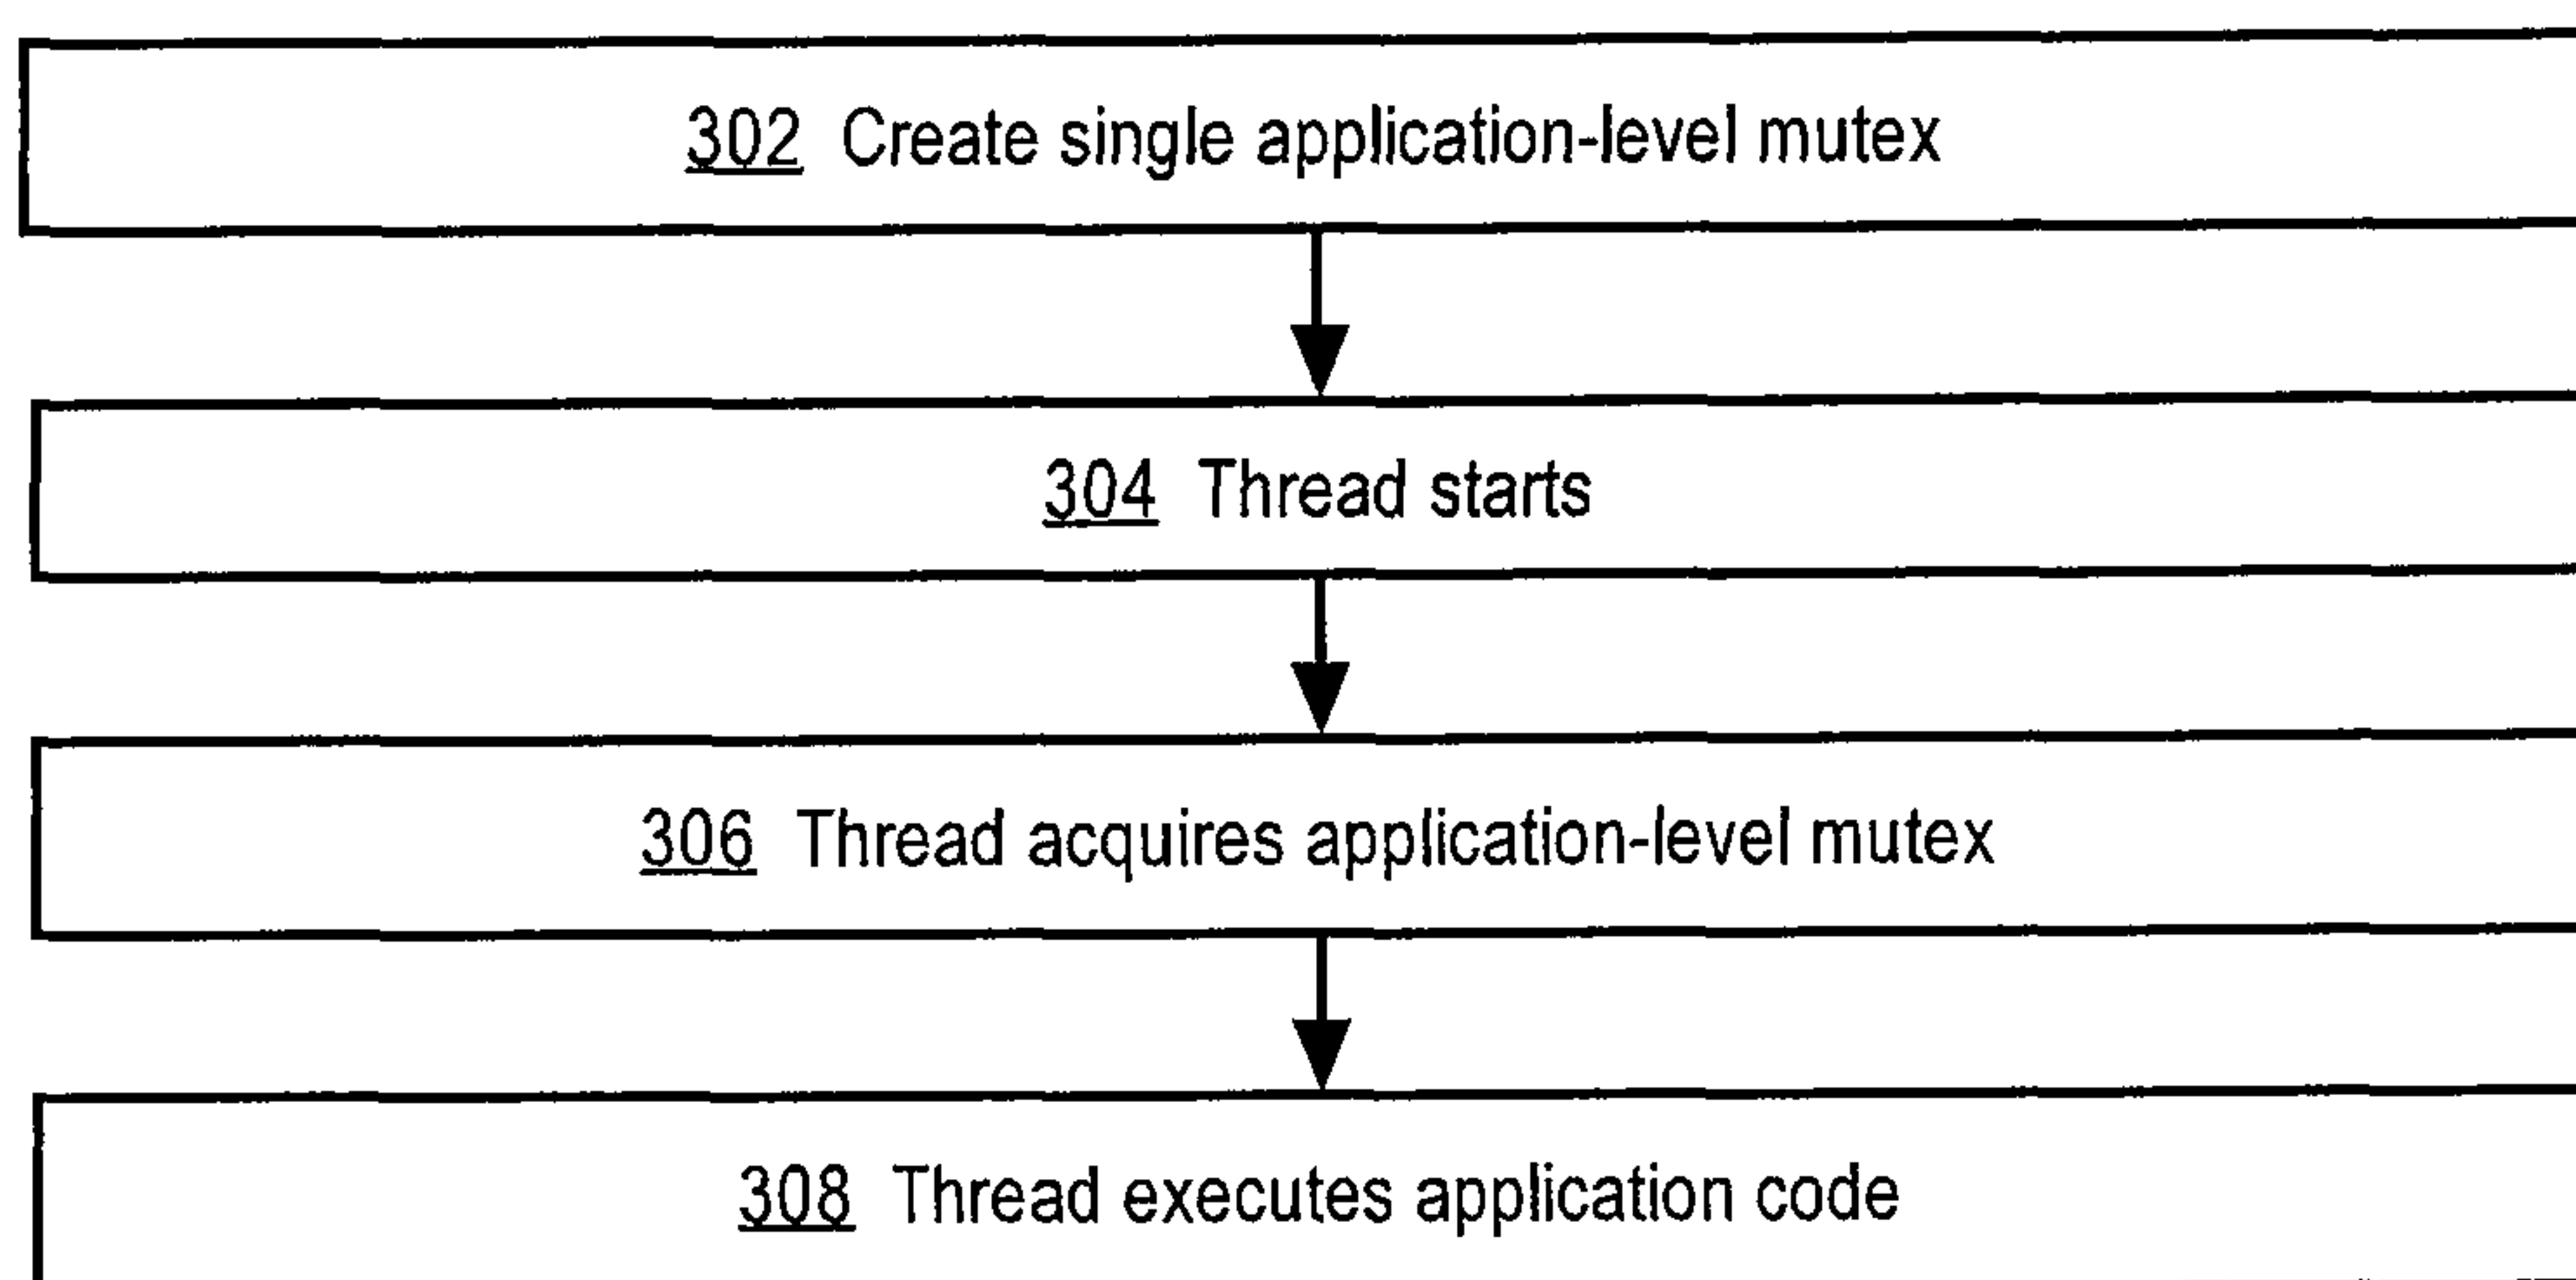 302 Create single application-level mutex
304 Thread starts
306 Thread acquires application-level mutex
308 Thread executes application code